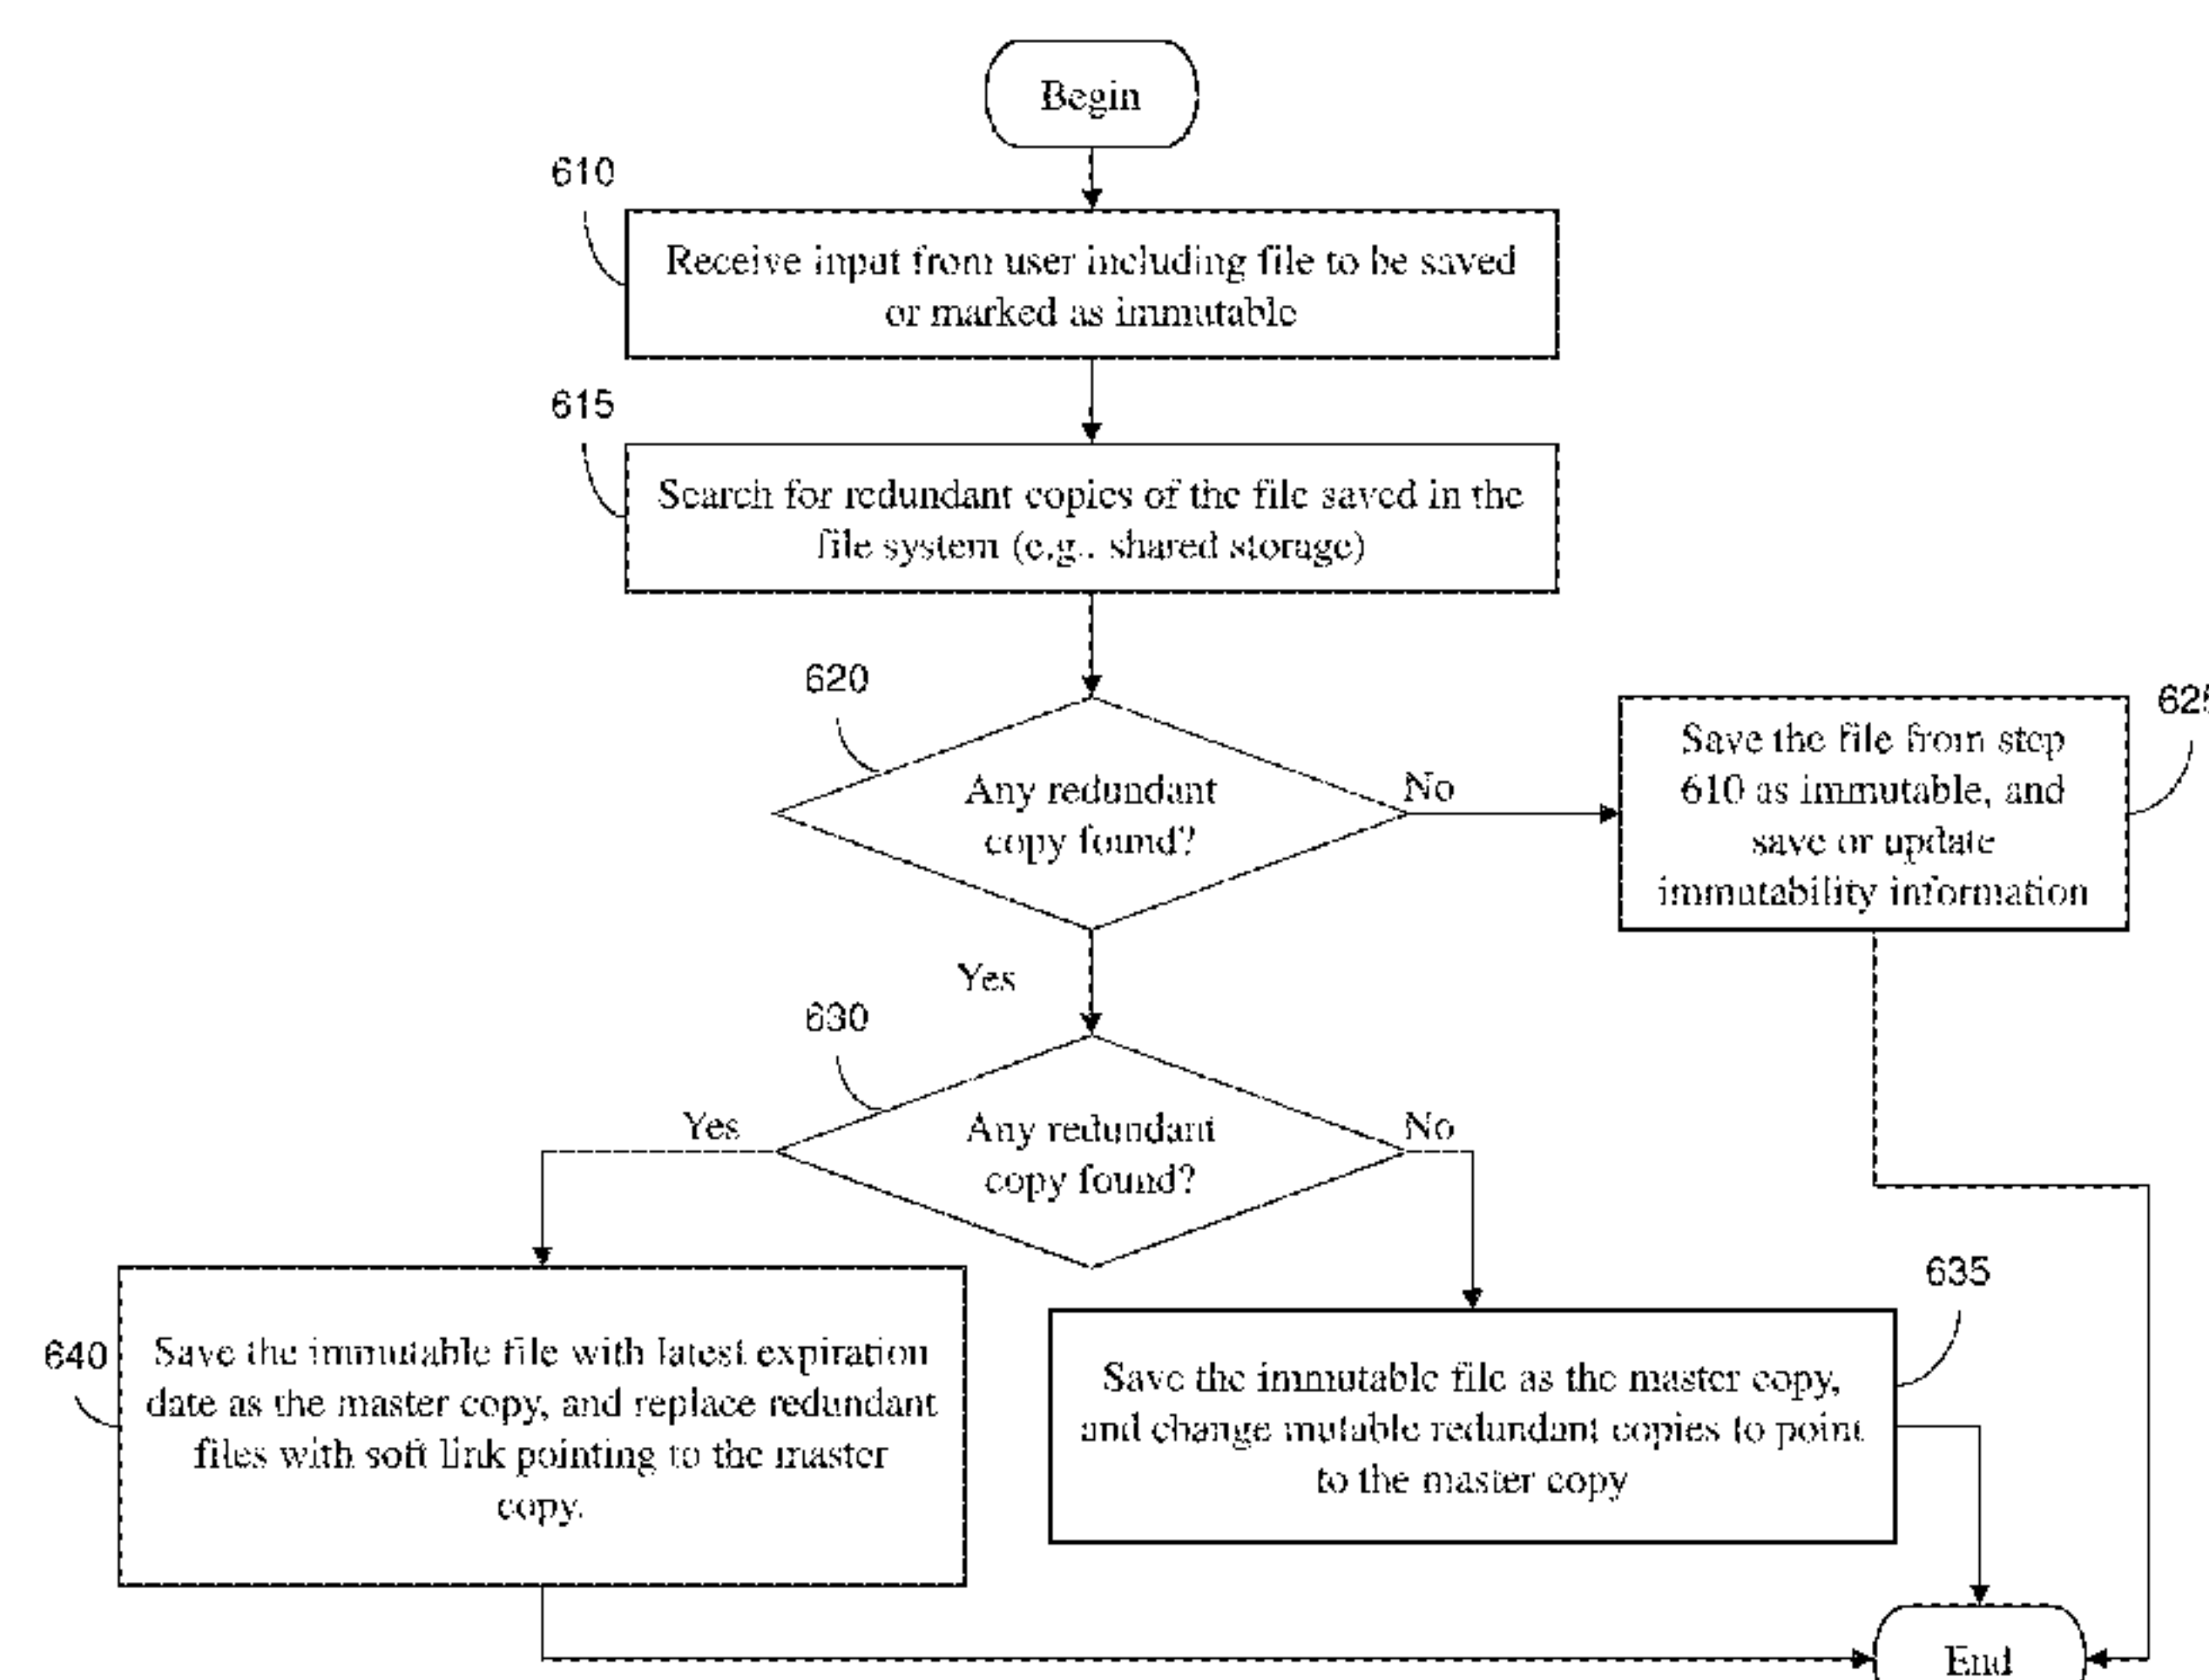 Begin
610
Receive input from user including file to be saved
or marked as immutable
615
Search for redundant copies of the file saved in the
file system (e.g., shared storage)
620
Any redundant
copy found?
No
Save the file from step
610 as immutable, and
save or update
immutability information
Yes
630
Any redundant
copy found?
Yes
No
640
Save the immutable file with latest expiration
date as the master copy, and replace redundant
files with soft link pointing to the master
copy.
635
Save the immutable file as the master copy,
and change mutable redundant copies to point
to the master copy
End